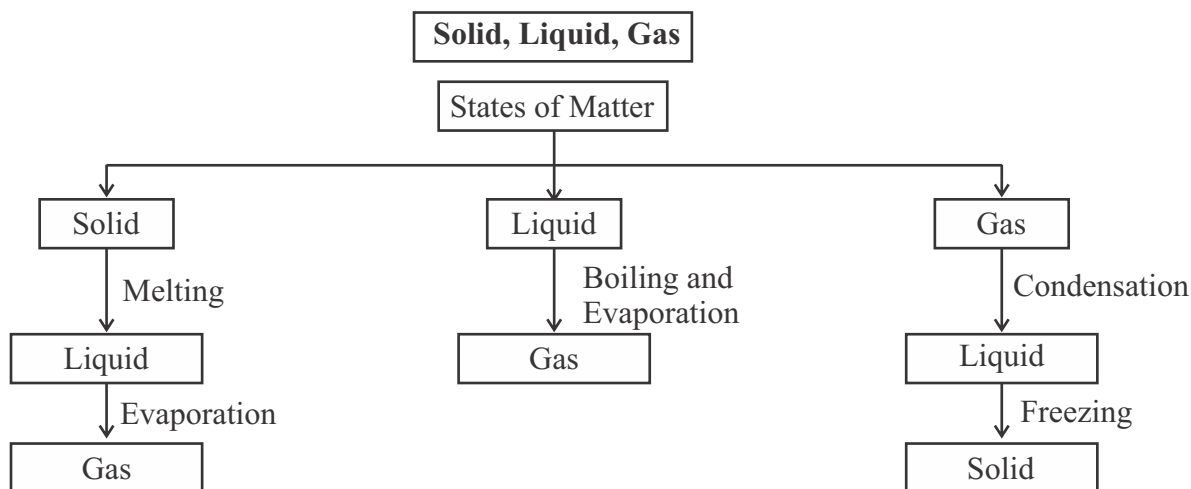 Solid, Liquid, Gas
States of Matter
Solid
Liquid
Gas
Melting
Boiling and
Evaporation
Condensation
Liquid
Gas
Liquid
Evaporation
Freezing
Gas
Solid